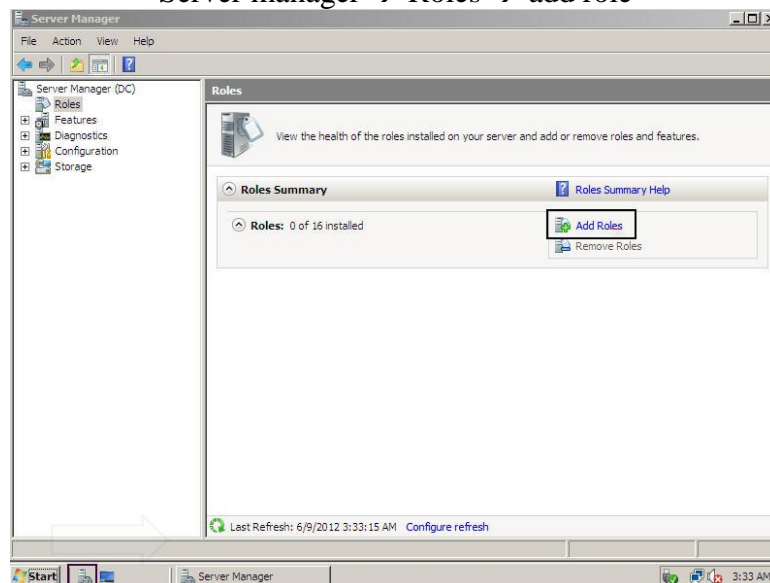 Server manager → Roles → add role
Server Manager
File Action View Help
Server Manager (DC)
Roles
Features
Diagnostics
Configuration
Storage
Roles
View the health of the roles installed on your server and add or remove roles and features.
Roles Summary
Roles Summary Help
Roles: 0 of 16 installed
Add Roles
Remove Roles
Last Refresh: 6/9/2012 3:33:15 AM Configure refresh
Start
Server Manager
3:33 AM